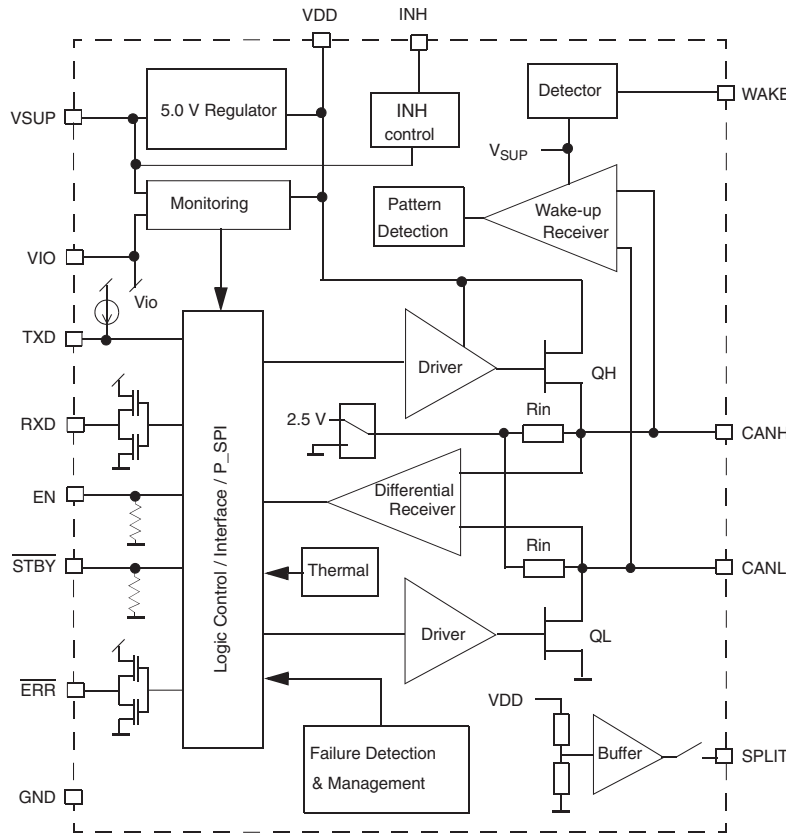 VDD
INH
VSUP
5.0 V Regulator
INH
control
Detector
WAKE
VSUP
Monitoring
Pattern
Detection
Wake-up
Receiver
VIO
Vio
TXD
Driver
QH
RXD
2.5 V
Rin
CANH
EN
Differential
Receiver
Logic Control / Interface / P_SPI
Rin
STBY
Thermal
CANL
Driver
QL
ERR
VDD
Failure Detection
& Management
Buffer
SPLIT
GND